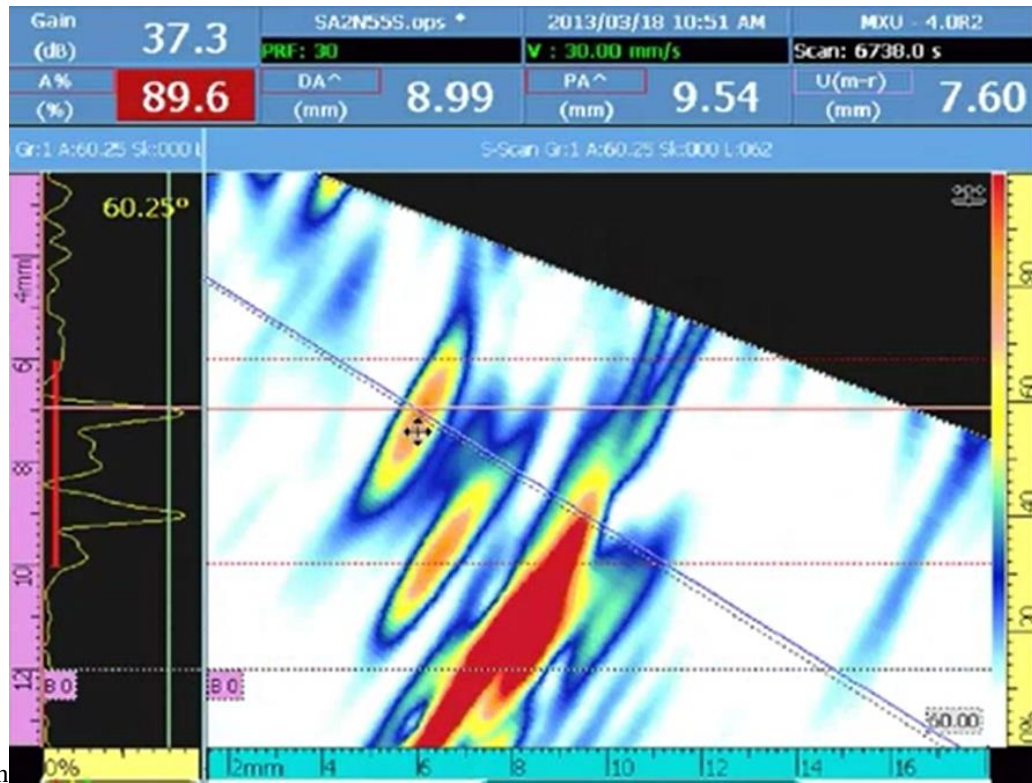 Gain
(dB)
37.3
SA2N55S.ops *
2013/03/18 10:51 AM
MXU - 4.0R2
PRF: 30
V : 30.00 mm/s
Scan: 6738.0 s
A%
(%)
89.6
DA^
(mm)
8.99
PA^
(mm)
9.54
U(m-r)
(mm)
7.60
Gr:1 A:60.25 Sk:000 L
S-Scan Gr:1 A:60.25 Sk:000 L:062
60.25º
4mm
6
8
10
12
B 0
B 0
60.00
80
60
40
20
0%
2mm
4
6
8
10
12
14
16